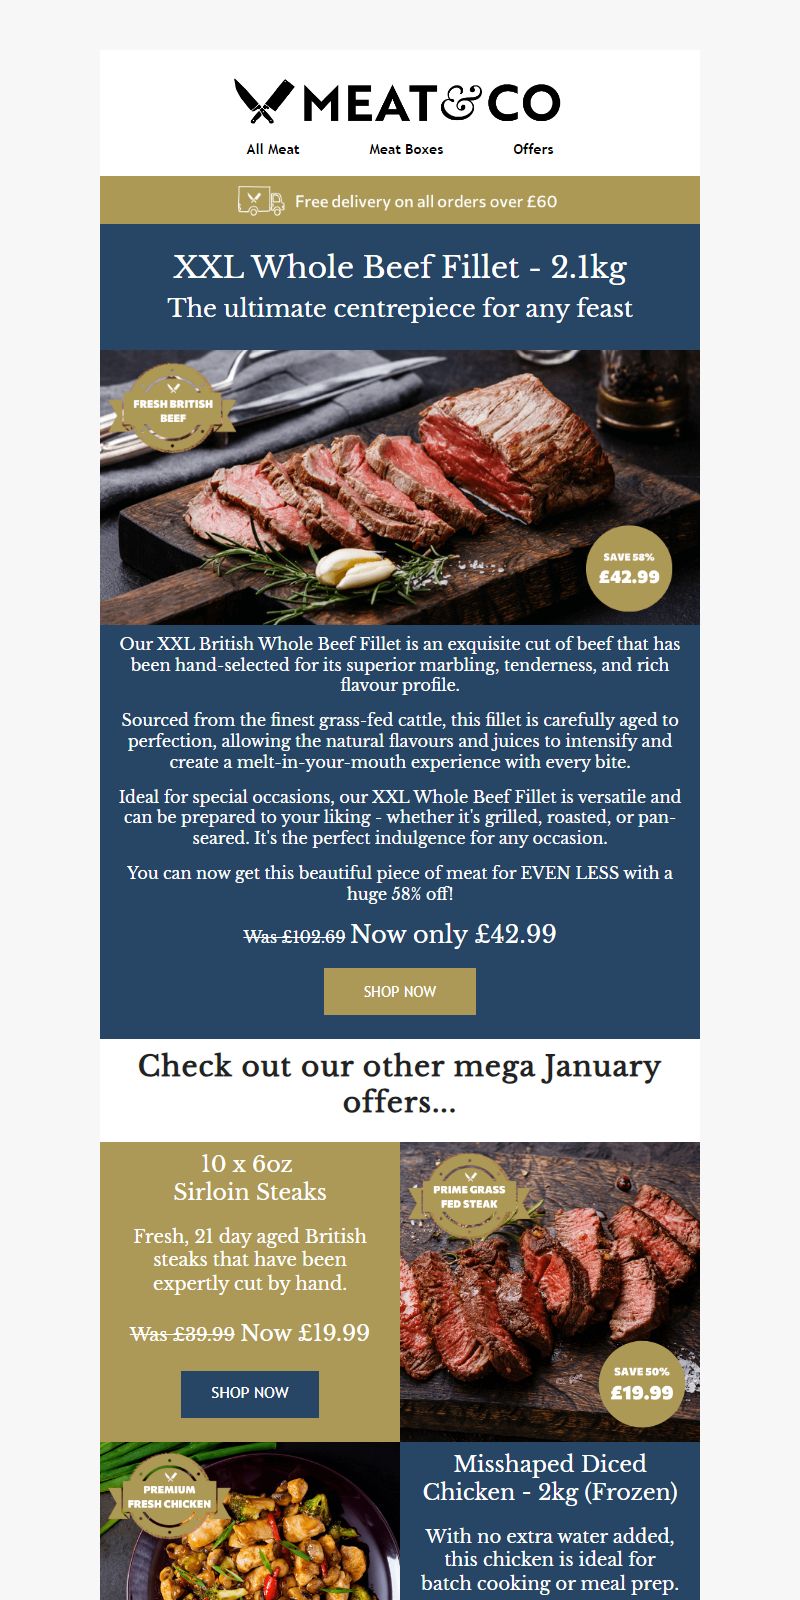 MEAT&CO
All Meat Meat Boxes Offers
Free delivery on all orders over £60
XXL Whole Beef Fillet - 2.1kg
The ultimate centrepiece for any feast
FRESH BRITISH
BEEF
SAVE 58%
£42.99
Our XXL British Whole Beef Fillet is an exquisite cut of beef that has
been hand-selected for its superior marbling, tenderness, and rich
flavour profile.
Sourced from the finest grass-fed cattle, this fillet is carefully aged to
perfection, allowing the natural flavours and juices to intensify and
create a melt-in-your-mouth experience with every bite.
Ideal for special occasions, our XXL Whole Beef Fillet is versatile and
can be prepared to your liking - whether it's grilled, roasted, or pan-
seared. It's the perfect indulgence for any occasion.
You can now get this beautiful piece of meat for EVEN LESS with a
huge 58% off!
Was £102.69 Now only £42.99
SHOP NOW
Check out our other mega January
offers...
10 x 6oz
Sirloin Steaks
Fresh, 21 day aged British
steaks that have been
expertly cut by hand.
Was £39.99 Now £19.99
SHOP NOW
PRIME GRASS
FED STEAK
SAVE 50%
£19.99
PREMIUM
FRESH CHICKEN
Misshaped Diced
Chicken - 2kg (Frozen)
With no extra water added,
this chicken is ideal for
batch cooking or meal prep.